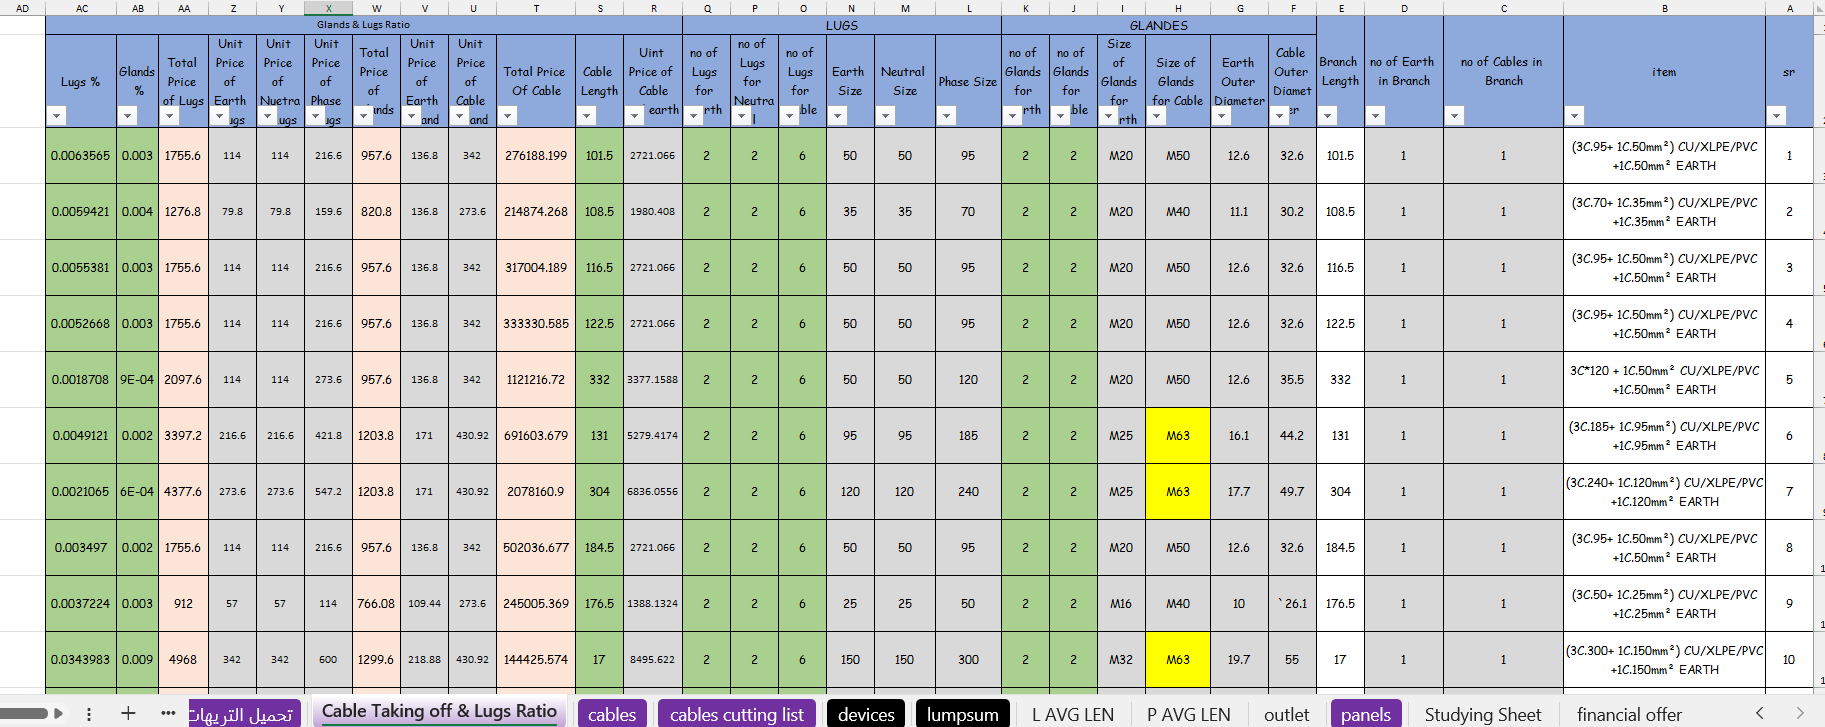 AD AC AB AA Z Y X W V U T S R Q P O N M L K J I H G F E D C B A
Glands & Lugs Ratio LUGS GLANDES
Lugs % Glands % Total Price of Lugs Unit Price of Earth Unit Price of Nuetra Unit Price of Phase Total Price of Unit Price of Earth Unit Price of Cable Total Price Of Cable Cable Length Uint Price of Cable earth no of Lugs for no of Lugs for Neutra l no of Lugs for Earth Size Neutral Size Phase Size no of Glands for no of Glands for Size of Glands for Size of Glands for Cable Earth Outer Diameter Cable Outer Diamet er Branch Length no of Earth in Branch no of Cables in Branch item sr
0.0063565 0.003 1755.6 114 114 216.6 957.6 136.8 342 276188.199 101.5 2721.066 2 2 6 50 50 95 2 2 M20 M50 12.6 32.6 101.5 1 1 (3C.95+ 1C.50mm²) CU/XLPE/PVC +1C.50mm² EARTH 1
0.0059421 0.004 1276.8 79.8 79.8 159.6 820.8 136.8 273.6 214874.268 108.5 1980.408 2 2 6 35 35 70 2 2 M20 M40 11.1 30.2 108.5 1 1 (3C.70+ 1C.35mm²) CU/XLPE/PVC +1C.35mm² EARTH 2
0.0055381 0.003 1755.6 114 114 216.6 957.6 136.8 342 317004.189 116.5 2721.066 2 2 6 50 50 95 2 2 M20 M50 12.6 32.6 116.5 1 1 (3C.95+ 1C.50mm²) CU/XLPE/PVC +1C.50mm² EARTH 3
0.0052668 0.003 1755.6 114 114 216.6 957.6 136.8 342 333330.585 122.5 2721.066 2 2 6 50 50 95 2 2 M20 M50 12.6 32.6 122.5 1 1 (3C.95+ 1C.50mm²) CU/XLPE/PVC +1C.50mm² EARTH 4
0.0018708 9E-04 2097.6 114 114 273.6 957.6 136.8 342 1121216.72 332 3377.1588 2 2 6 50 50 120 2 2 M20 M50 12.6 35.5 332 1 1 3C*120 + 1C.50mm² CU/XLPE/PVC +1C.50mm² EARTH 5
0.0049121 0.002 3397.2 216.6 216.6 421.8 1203.8 171 430.92 691603.679 131 5279.4174 2 2 6 95 95 185 2 2 M25 M63 16.1 44.2 131 1 1 (3C.185+ 1C.95mm²) CU/XLPE/PVC +1C.95mm² EARTH 6
0.0021065 6E-04 4377.6 273.6 273.6 547.2 1203.8 171 430.92 2078160.9 304 6836.0556 2 2 6 120 120 240 2 2 M25 M63 17.7 49.7 304 1 1 (3C.240+ 1C.120mm²) CU/XLPE/PVC +1C.120mm² EARTH 7
0.003497 0.002 1755.6 114 114 216.6 957.6 136.8 342 502036.677 184.5 2721.066 2 2 6 50 50 95 2 2 M20 M50 12.6 32.6 184.5 1 1 (3C.95+ 1C.50mm²) CU/XLPE/PVC +1C.50mm² EARTH 8
0.0037224 0.003 912 57 57 114 766.08 109.44 273.6 245005.369 176.5 1388.1324 2 2 6 25 25 50 2 2 M16 M40 10 `26.1 176.5 1 1 (3C.50+ 1C.25mm²) CU/XLPE/PVC +1C.25mm² EARTH 9
0.0343983 0.009 4968 342 342 600 1299.6 218.88 430.92 144425.574 17 8495.622 2 2 6 150 150 300 2 2 M32 M63 19.7 55 17 1 1 (3C.300+ 1C.150mm²) CU/XLPE/PVC +1C.150mm² EARTH 10
تحميل التريهات Cable Taking off & Lugs Ratio cables cables cutting list devices lumpsum L AVG LEN P AVG LEN outlet panels Studying Sheet financial offer